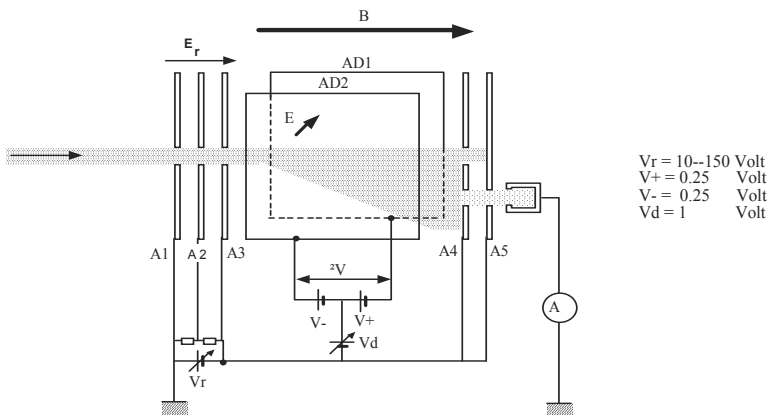 B
E r
AD1
AD2
E
Vr = 10--150 Volt
V+ = 0.25 Volt
V- = 0.25 Volt
Vd = 1 Volt
A1 A2 A3 A4 A5
²V
V- V+
A
Vd
Vr